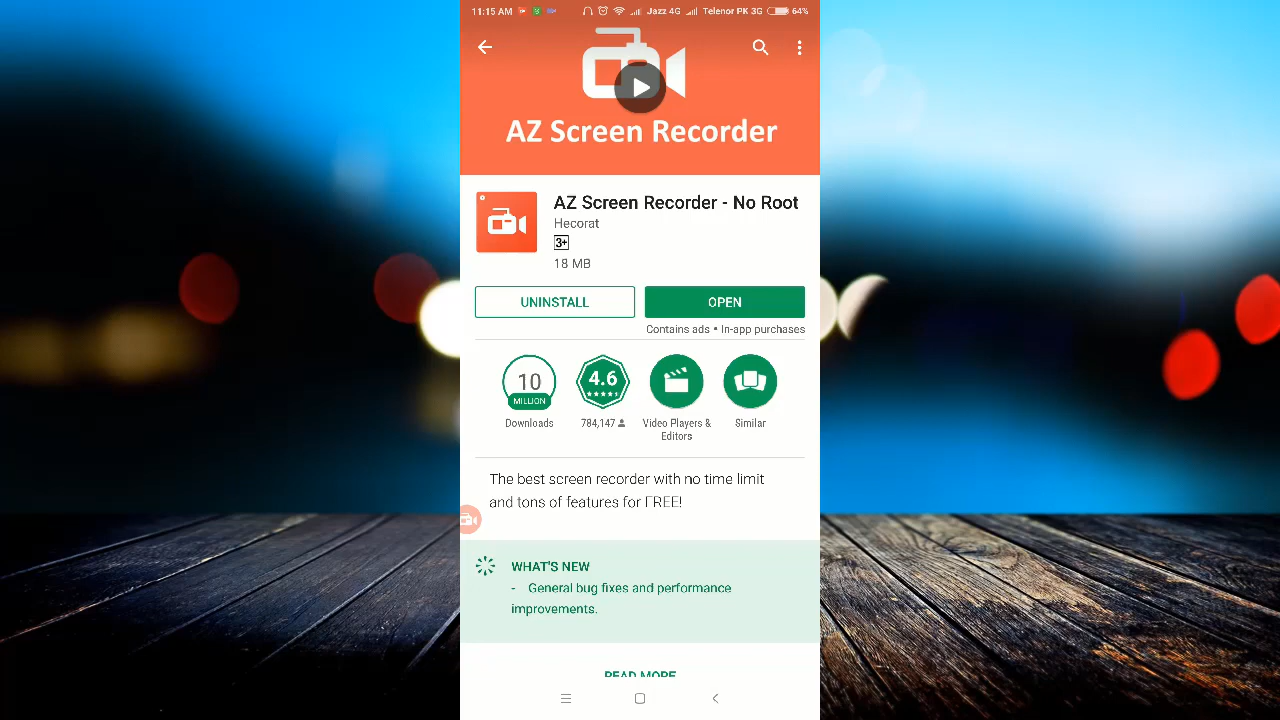 11:15 AM Jazz 4G Telenor PK 3G 64%
AZ Screen Recorder
AZ Screen Recorder - No Root
Hecorat
3+
18 MB
UNINSTALL OPEN
Contains ads • In-app purchases
10
MILLION
4.6
Downloads 784,147 Video Players &
Editors Similar
The best screen recorder with no time limit
and tons of features for FREE!
WHAT'S NEW
- General bug fixes and performance
improvements.
READ MORE